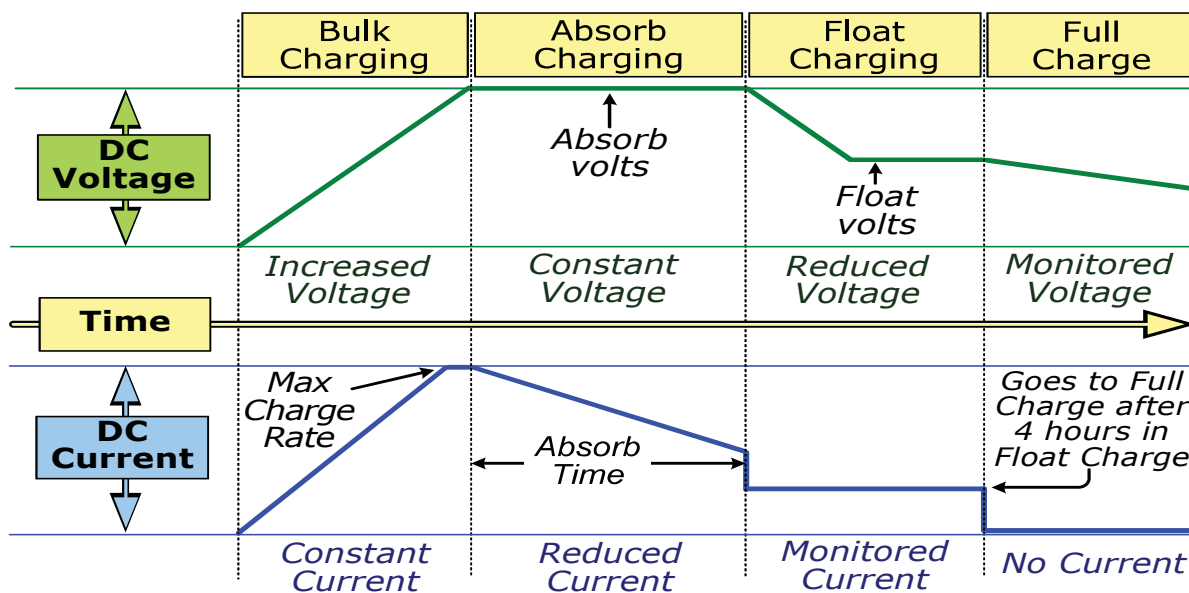 Bulk
Charging
Absorb
Charging
Float
Charging
Full
Charge
DC
Voltage
Absorb
volts
Float
volts
Increased
Voltage
Constant
Voltage
Reduced
Voltage
Monitored
Voltage
Time
DC
Current
Max
Charge
Rate
Absorb
Time
Goes to Full
Charge after
4 hours in
Float Charge
Constant
Current
Reduced
Current
Monitored
Current
No Current